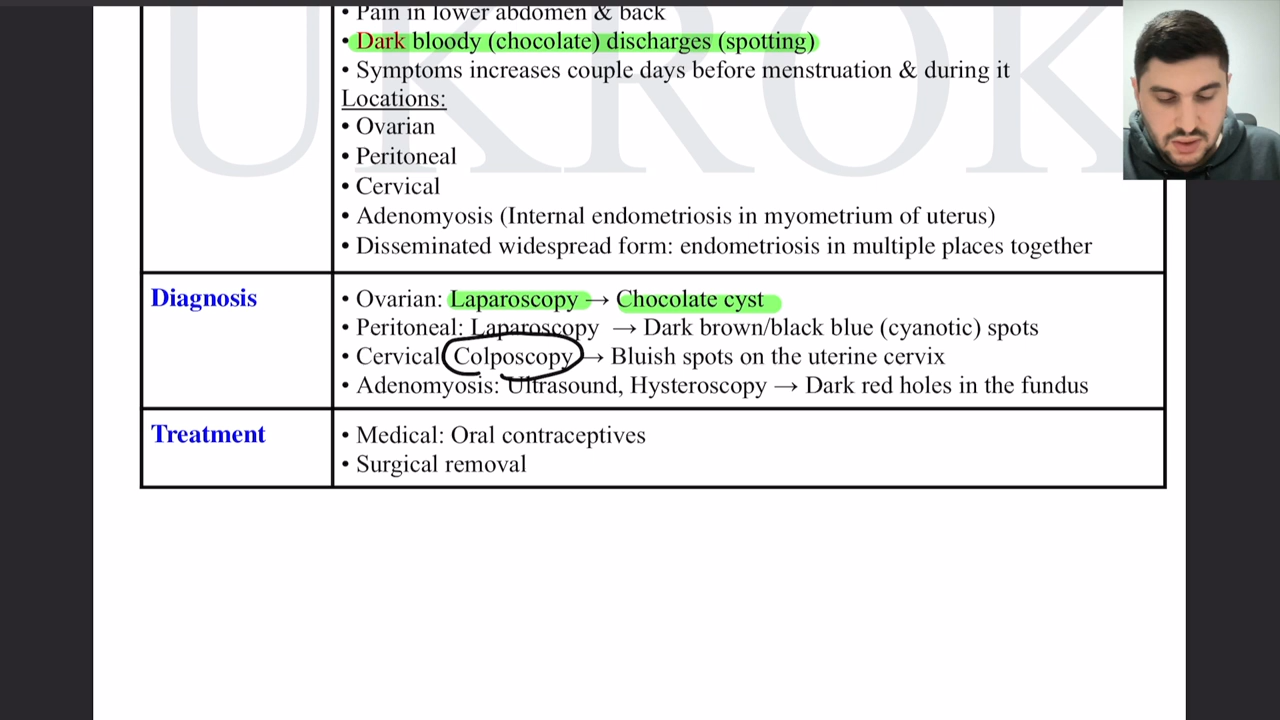 • Pain in lower abdomen & back
• Dark bloody (chocolate) discharges (spotting)
• Symptoms increases couple days before menstruation & during it
Locations:
• Ovarian
• Peritoneal
• Cervical
• Adenomyosis (Internal endometriosis in myometrium of uterus)
• Disseminated widespread form: endometriosis in multiple places together
UKROK
Diagnosis
• Ovarian: Laparoscopy → Chocolate cyst
• Peritoneal: Laparoscopy → Dark brown/black blue (cyanotic) spots
• Cervical Colposcopy → Bluish spots on the uterine cervix
• Adenomyosis: Ultrasound, Hysteroscopy → Dark red holes in the fundus
Treatment
• Medical: Oral contraceptives
• Surgical removal